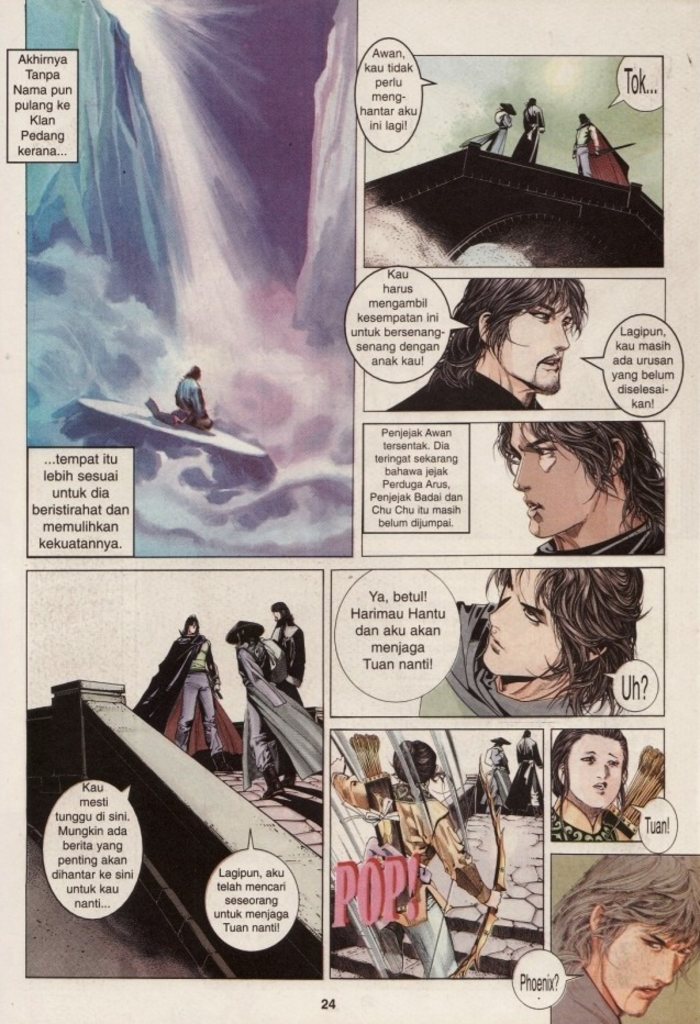 Akhirnya
Tanpa
Nama pun
pulang ke
Klan
Pedang
kerana...
...tempat itu
lebih sesuai
untuk dia
beristirahat dan
memulihkan
kekuatannya.
Awan,
kau tidak
perlu
meng-
hantar aku
ini lagi!
Tok...
Kau
harus
mengambil
kesempatan ini
untuk bersenang-
senang dengan
anak kau!
Lagipun,
kau masih
ada urusan
yang belum
diselesai-
kan!
Penjejak Awan
tersentak. Dia
teringat sekarang
bahawa jejak
Perduga Arus,
Penjejak Badai dan
Chu Chu itu masih
belum dijumpai.
Kau
mesti
tunggu di sini.
Mungkin ada
berita yang
penting akan
dihantar ke sini
untuk kau
nanti...
Lagipun, aku
telah mencari
seseorang
untuk menjaga
Tuan nanti!
Ya, betul!
Harimau Hantu
dan aku akan
menjaga
Tuan nanti!
Uh?
POP!
Tuan!
Phoenix?
24